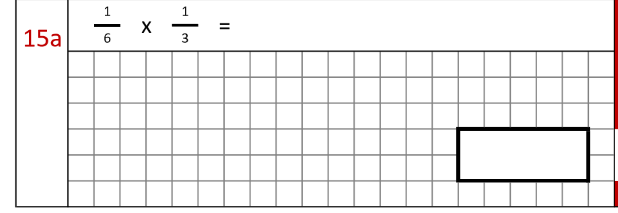 15a
1/6 x 1/3 =